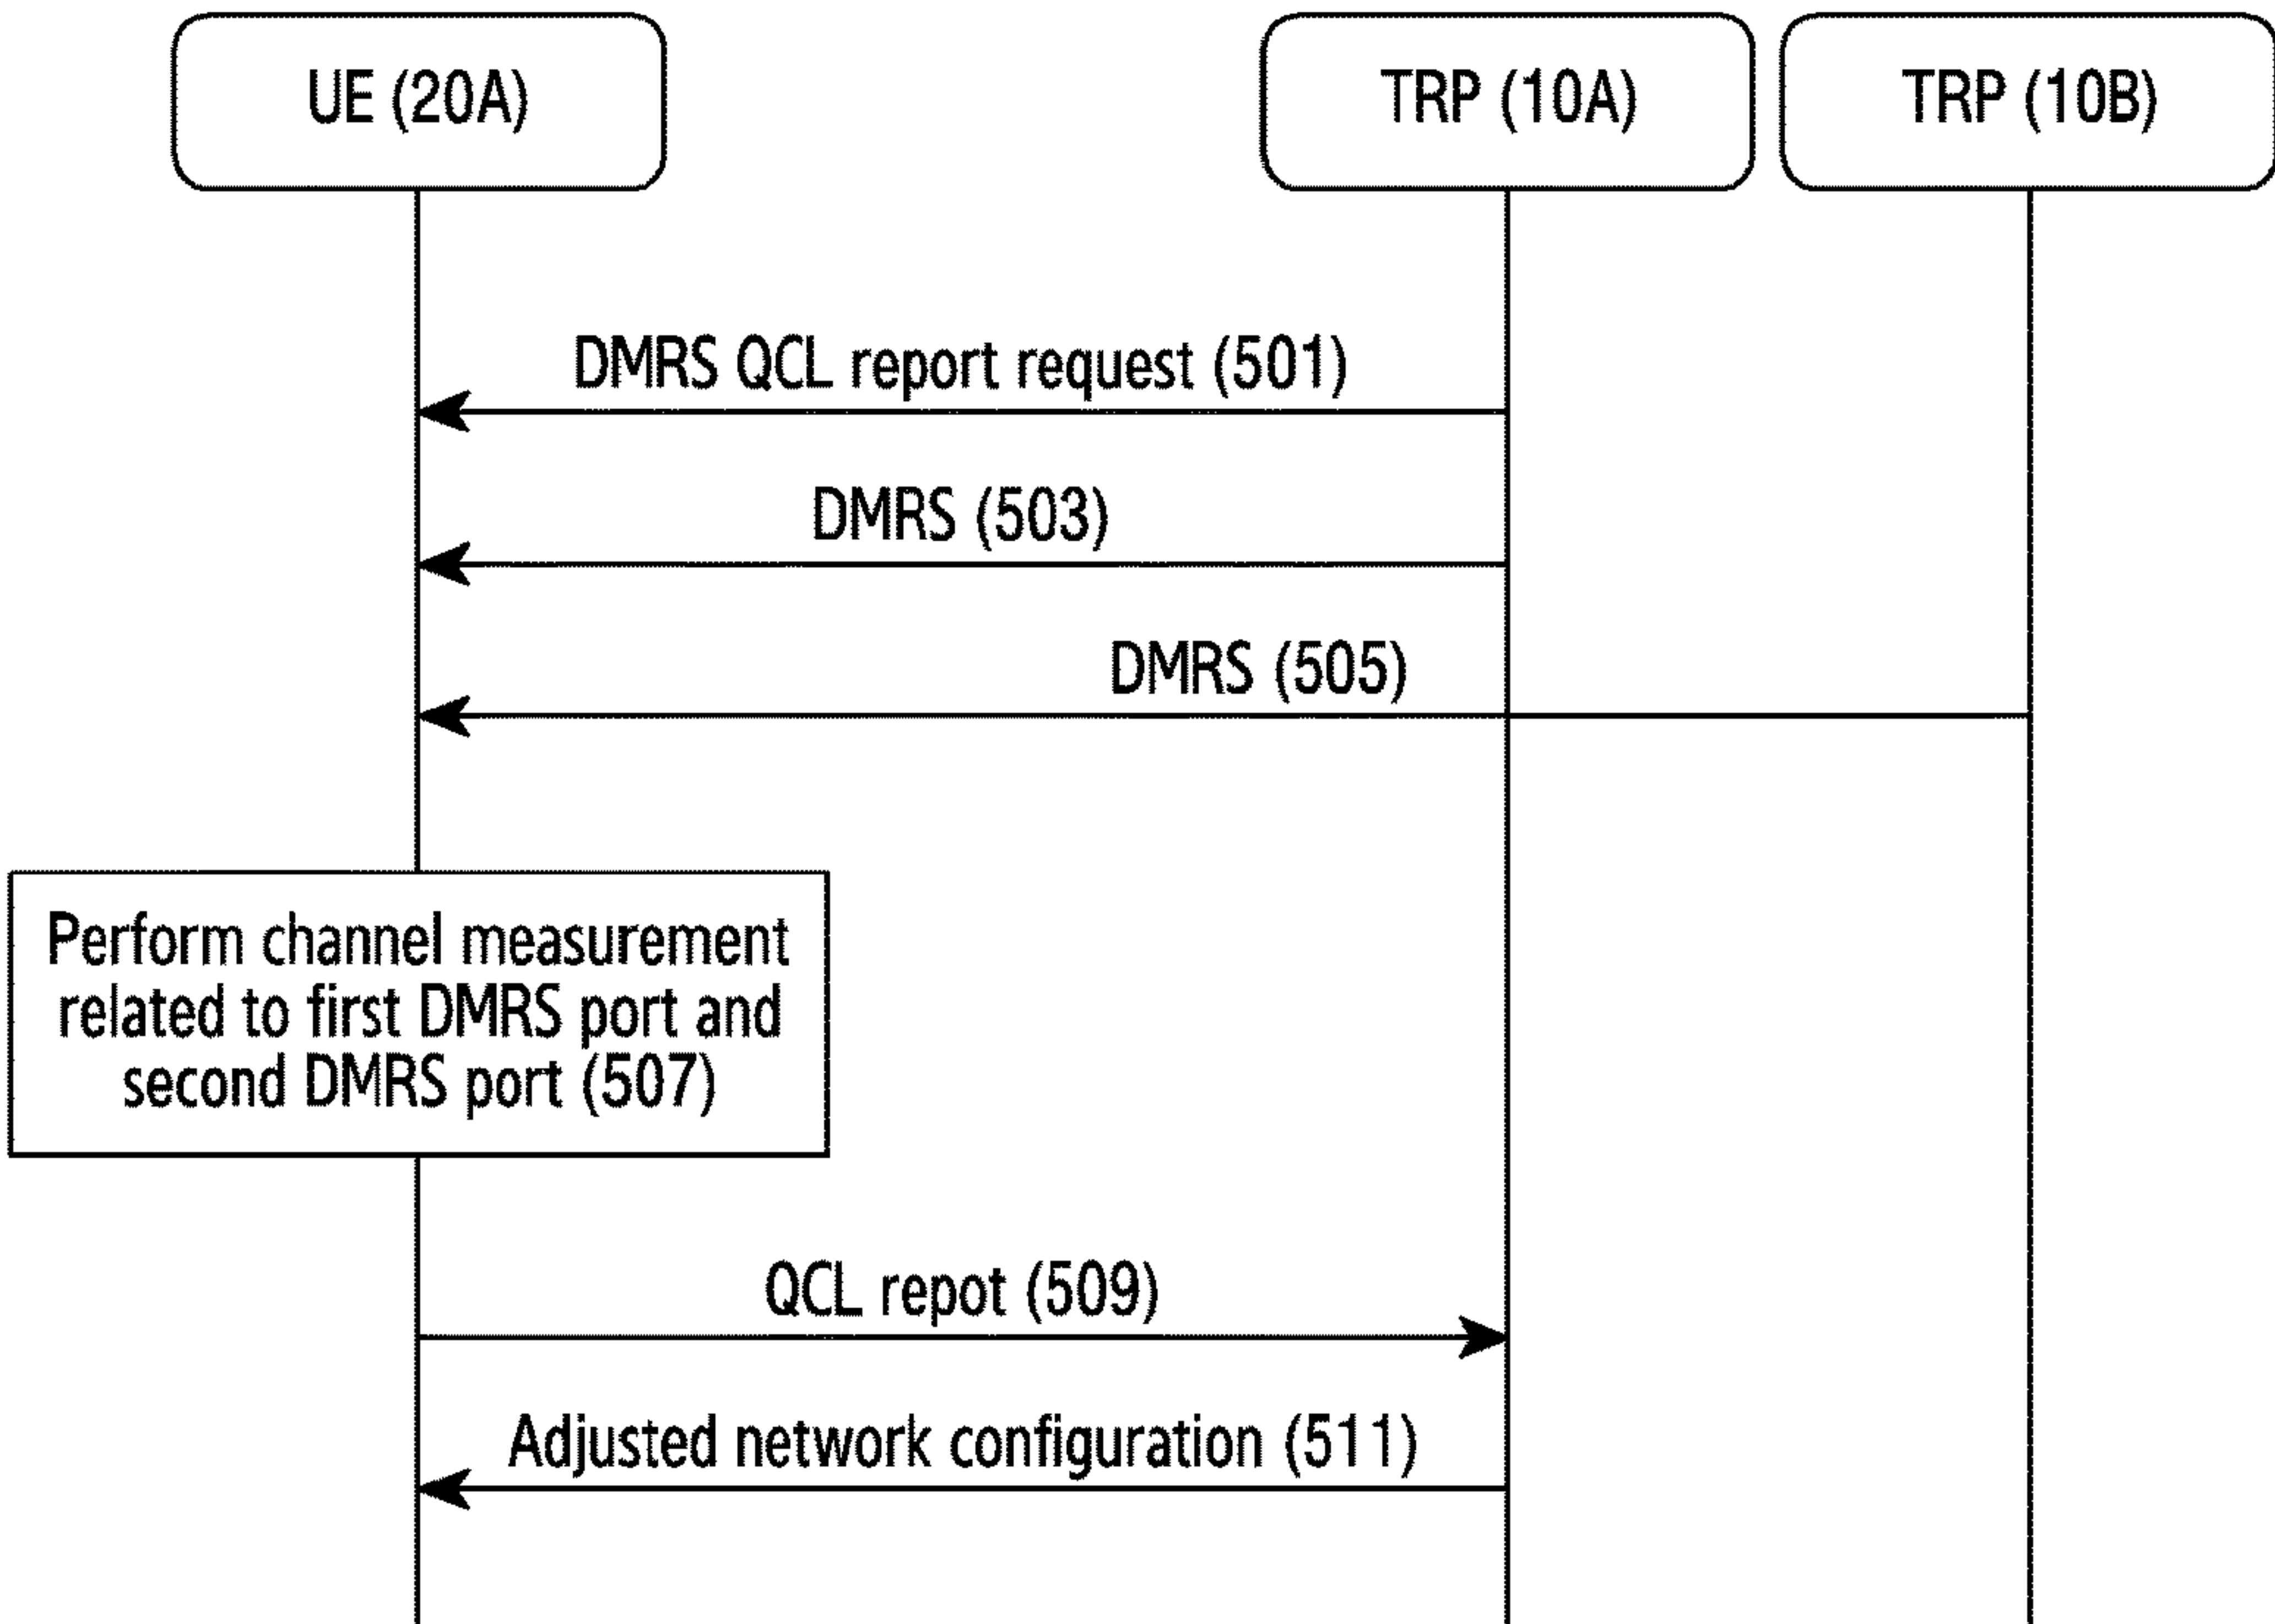 UE (20A)
TRP (10A)
TRP (10B)
DMRS QCL report request (501)
DMRS (503)
DMRS (505)
Perform channel measurement
related to first DMRS port and
second DMRS port (507)
QCL repot (509)
Adjusted network configuration (511)